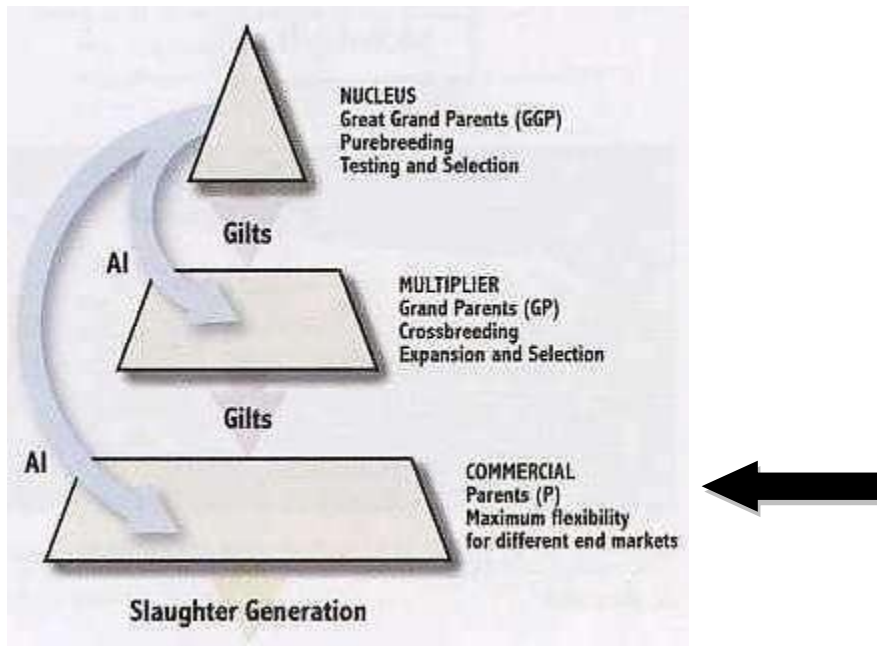 NUCLEUS
Great Grand Parents (GGP)
Purebreeding
Testing and Selection
Gilts
AI
MULTIPLIER
Grand Parents (GP)
Crossbreeding
Expansion and Selection
Gilts
AI
COMMERCIAL
Parents (P)
Maximum flexibility
for different end markets
Slaughter Generation